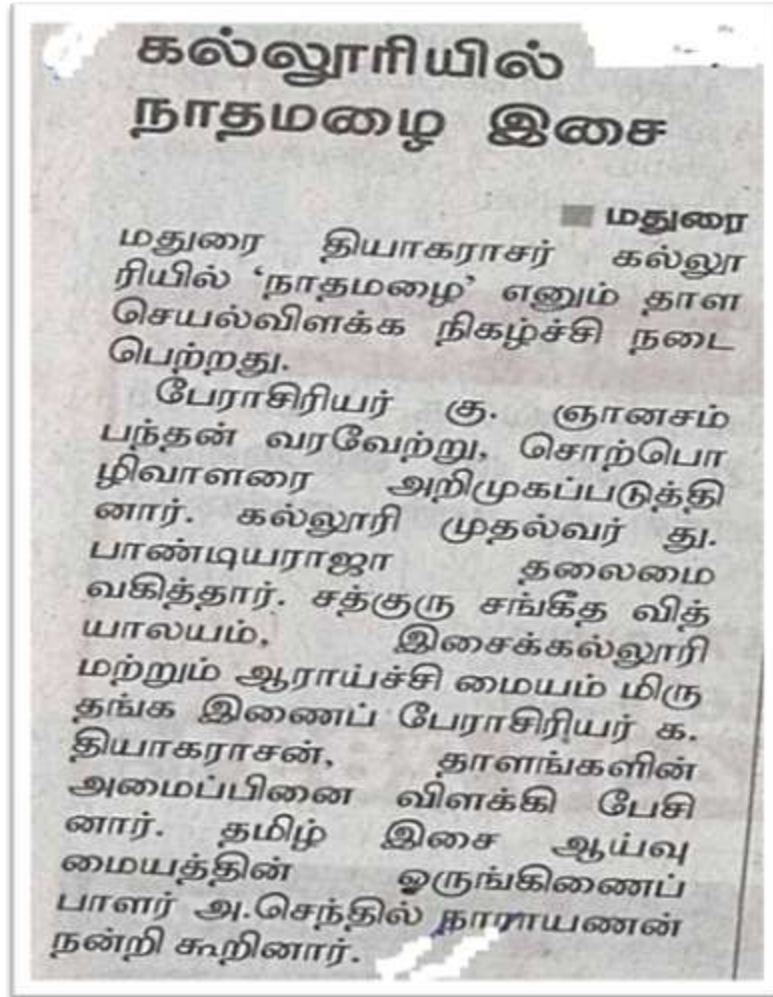 கல்லூரியில்
நாதமழை இசை
மதுரை
மதுரை தியாகராசர் கல்லூ
ரியில் ‘நாதமழை’ எனும் தாள
செயல்விளக்க நிகழ்ச்சி நடை
பெற்றது.
பேராசிரியர் கு. ஞானசம்
பந்தன் வரவேற்று, சொற்பொ
ழிவாளரை அறிமுகப்படுத்தி
னார். கல்லூரி முதல்வர் து.
பாண்டியராஜா தலைமை
வகித்தார். சத்குரு சங்கீத வித்
யாலயம், இசைக்கல்லூரி
மற்றும் ஆராய்ச்சி மையம் மிரு
தங்க இணைப் பேராசிரியர் க.
தியாகராசன், தாளங்களின்
அமைப்பினை விளக்கி பேசி
னார். தமிழ் இசை ஆய்வு
மையத்தின் ஓருங்கிணைப்
பாளர் அ.செந்தில் நாராயணன்
நன்றி கூறினார்.